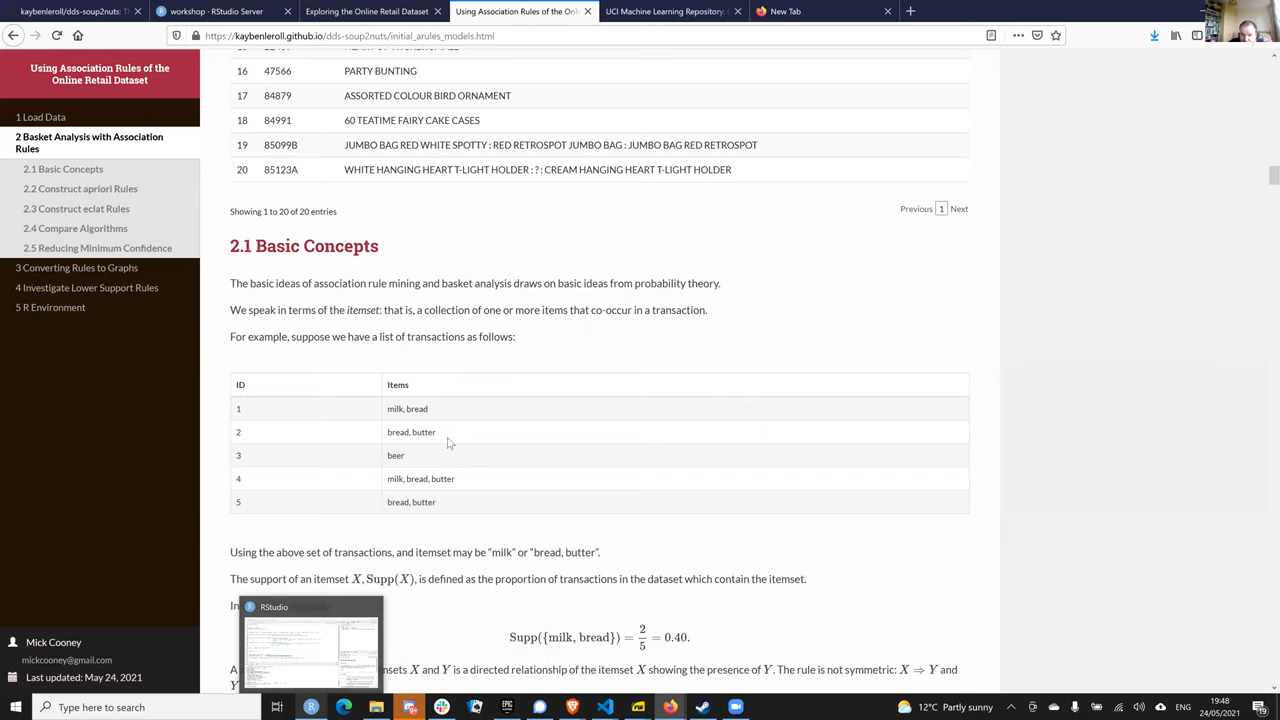 kaybenleroll/dds-soup2nuts: T
workshop - RStudio Server
Exploring the Online Retail Dataset
Using Association Rules of the Onli
UCI Machine Learning Repository:
New Tab
https://kaybenleroll.github.io/dds-soup2nuts/initial_arules_models.html
Using Association Rules of the
Online Retail Dataset
1 Load Data
2 Basket Analysis with Association
Rules
2.1 Basic Concepts
2.2 Construct apriori Rules
2.3 Construct eclat Rules
2.4 Compare Algorithms
2.5 Reducing Minimum Confidence
3 Converting Rules to Graphs
4 Investigate Lower Support Rules
5 R Environment
16 47566 PARTY BUNTING
17 84879 ASSORTED COLOUR BIRD ORNAMENT
18 84991 60 TEATIME FAIRY CAKE CASES
19 85099B JUMBO BAG RED WHITE SPOTTY : RED RETROSPOT JUMBO BAG : JUMBO BAG RED RETROSPOT
20 85123A WHITE HANGING HEART T-LIGHT HOLDER : ? : CREAM HANGING HEART T-LIGHT HOLDER
Showing 1 to 20 of 20 entries
Previous 1 Next
2.1 Basic Concepts
The basic ideas of association rule mining and basket analysis draws on basic ideas from probability theory.
We speak in terms of the itemset: that is, a collection of one or more items that co-occur in a transaction.
For example, suppose we have a list of transactions as follows:
ID Items
1 milk, bread
2 bread, butter
3 beer
4 milk, bread, butter
5 bread, butter
Using the above set of transactions, and itemset may be “milk” or “bread, butter”.
The support of an itemset X, Supp(X), is defined as the proportion of transactions in the dataset which contain the itemset.
In
RStudio
Supp({milk, bread}) = 2/5 = 0.40.
A
msets X and Y is a directed relationship of the itemset X showing the presence of Y. The rule is not symmetric: X ⇒ Y
Y
Mick Cooney
mickcooney@gmail.com
Last updated: May 24, 2021
Type here to search
12°C Partly sunny
19:48
24/05/2021